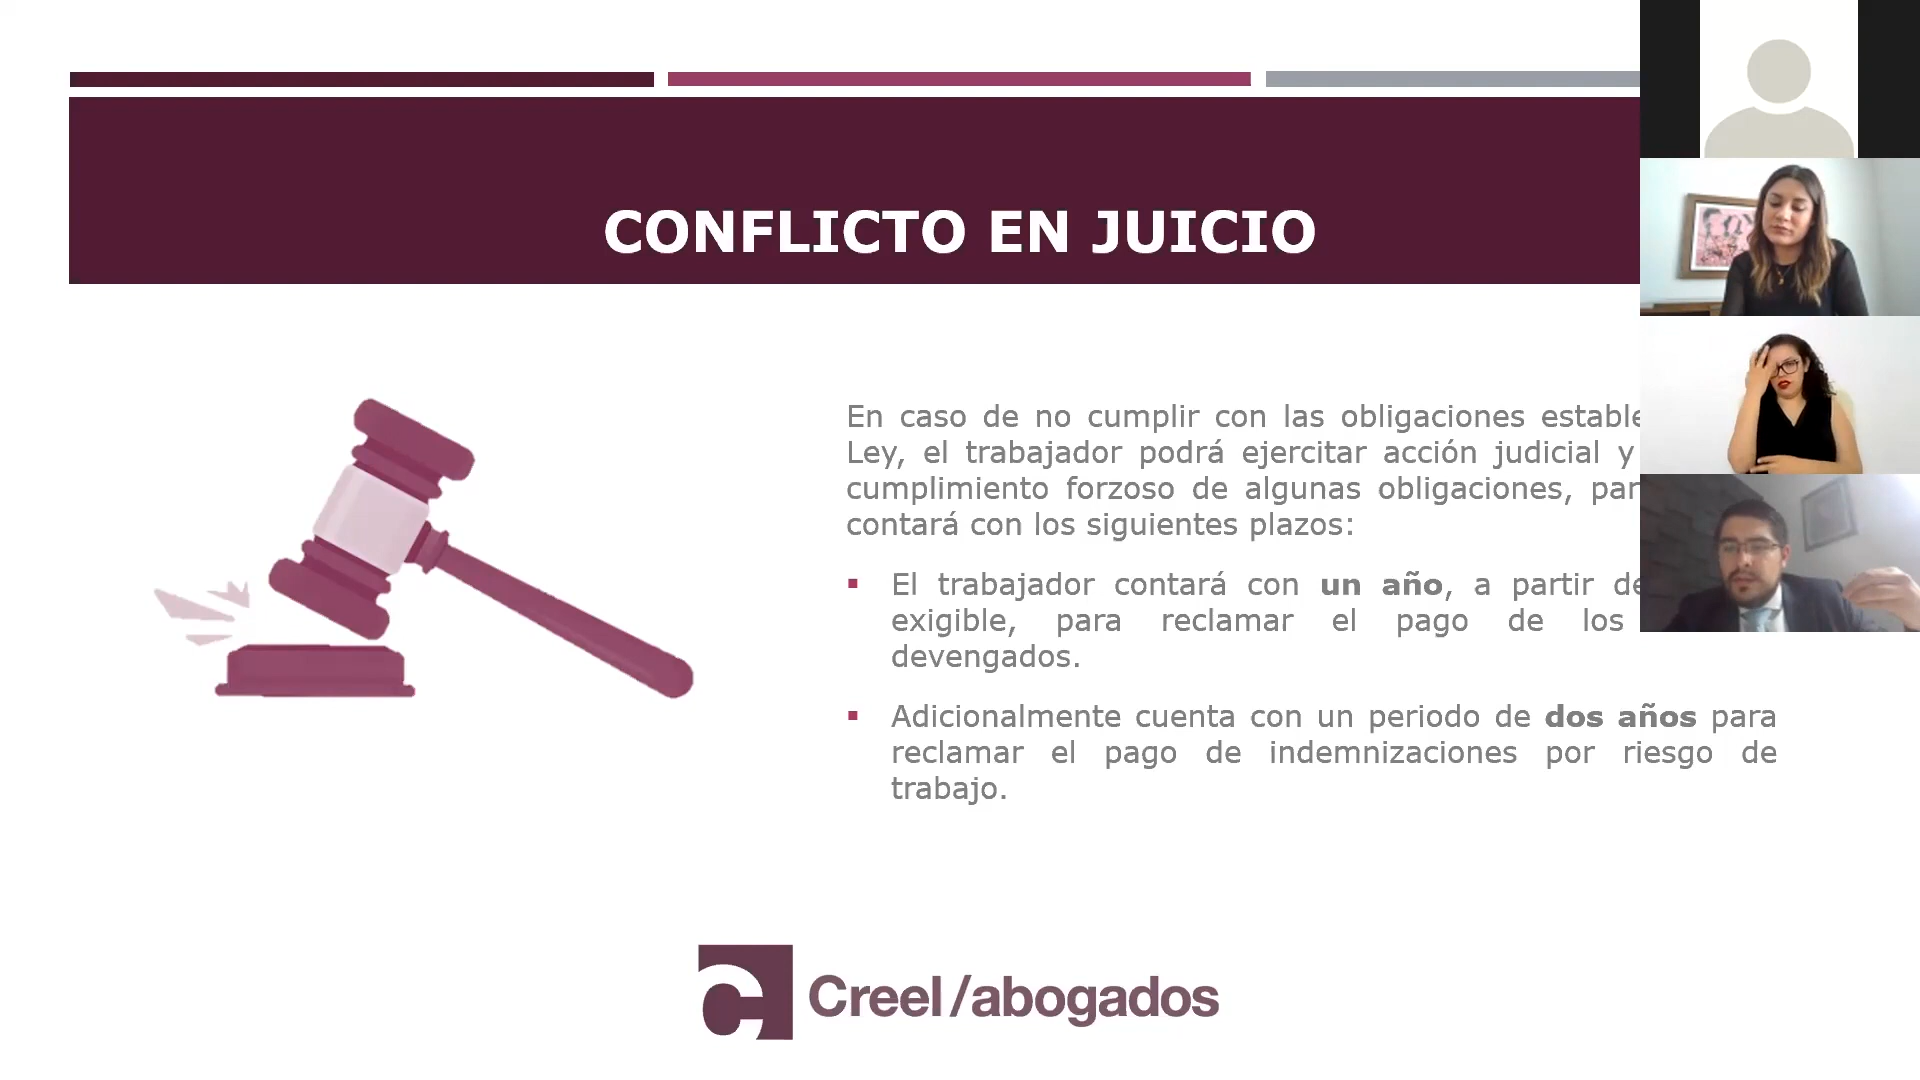 CONFLICTO EN JUICIO
En caso de no cumplir con las obligaciones
Ley, el trabajador podrá ejercitar acción judicial y
cumplimiento forzoso de algunas obligaciones,
contará con los siguientes plazos:
▪ El trabajador contará con un año, a partir
exigible, para reclamar el pago de los
devengados.
▪ Adicionalmente cuenta con un periodo de dos años para
reclamar el pago de indemnizaciones por riesgo de
trabajo.
Creel/abogados